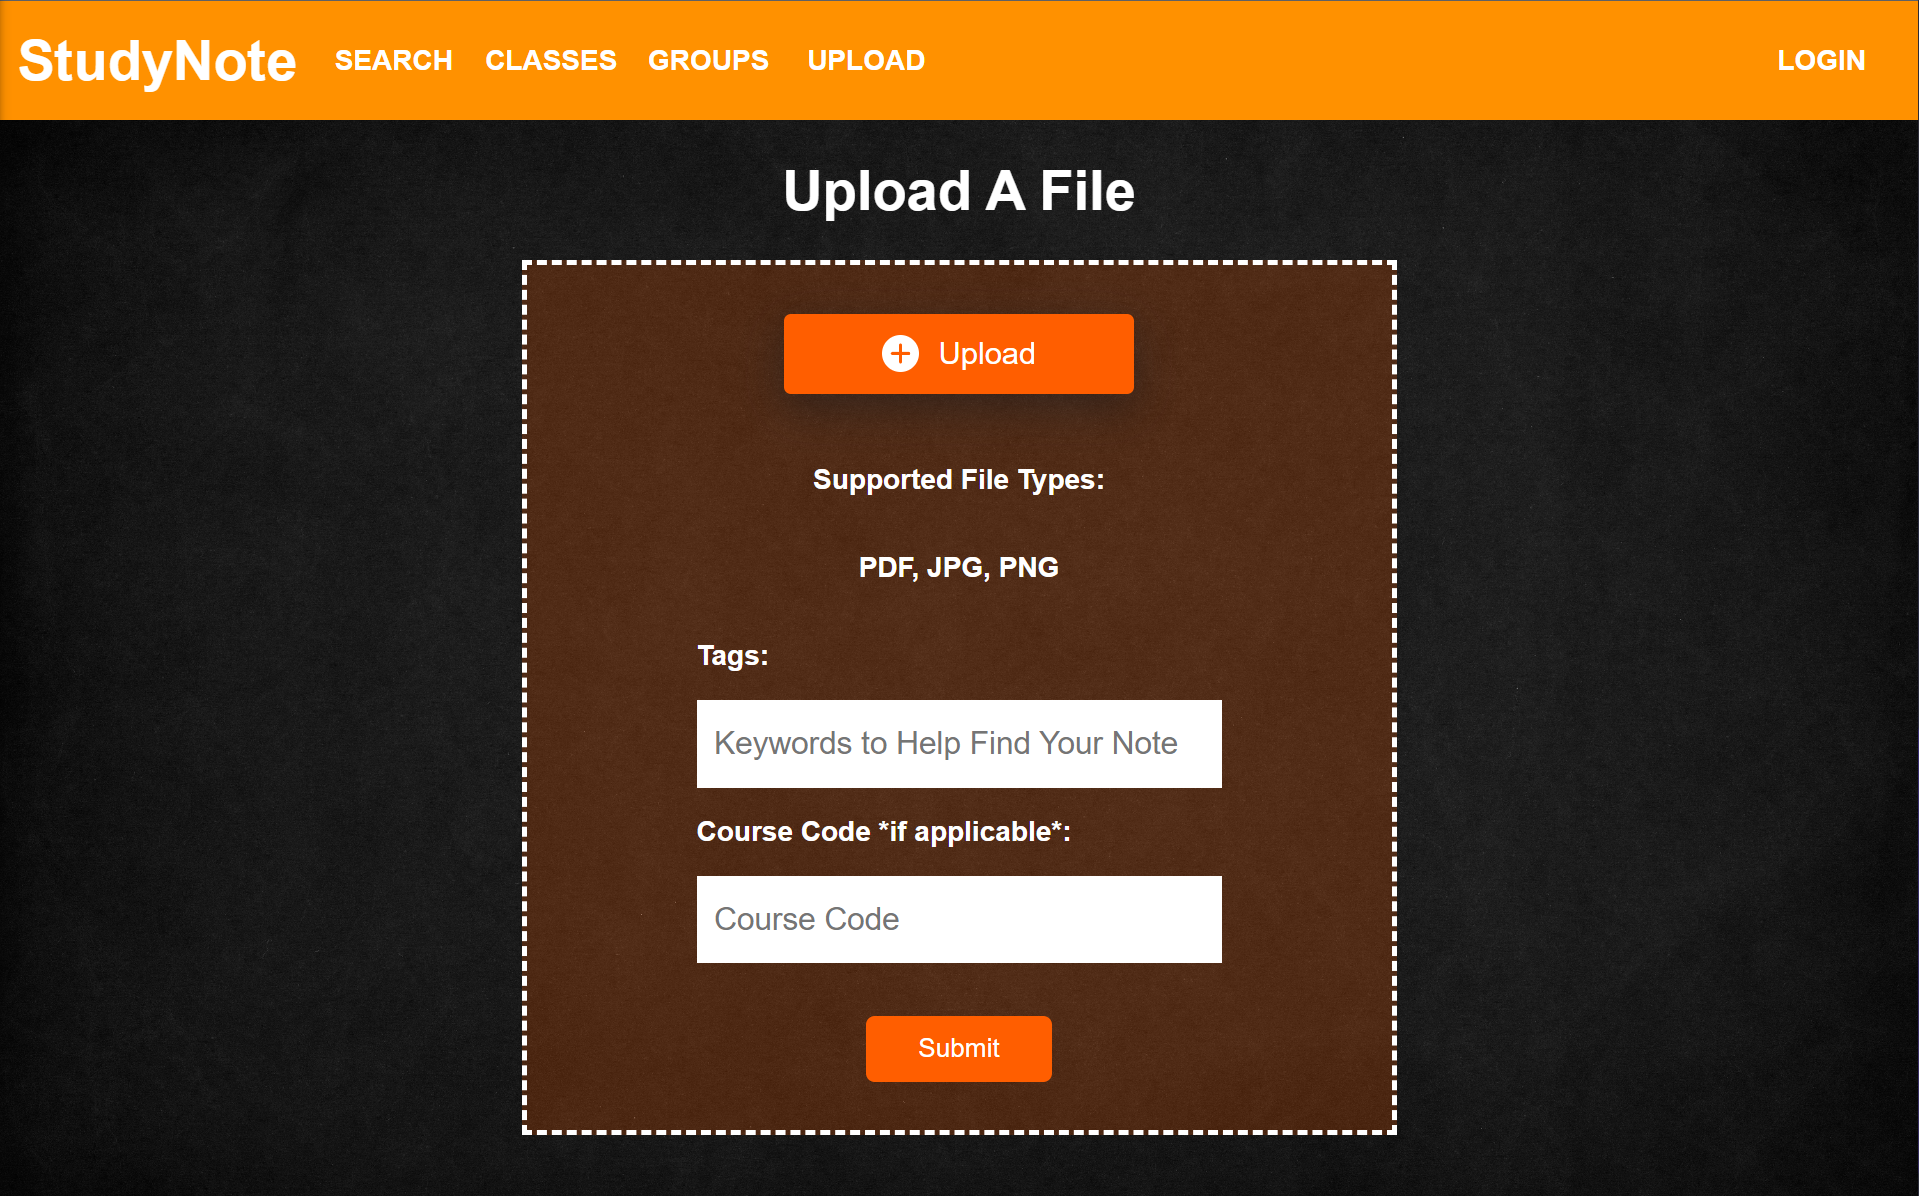 StudyNote SEARCH CLASSES GROUPS UPLOAD LOGIN
Upload A File
Upload
Supported File Types:
PDF, JPG, PNG
Tags:
Keywords to Help Find Your Note
Course Code *if applicable*:
Course Code
Submit